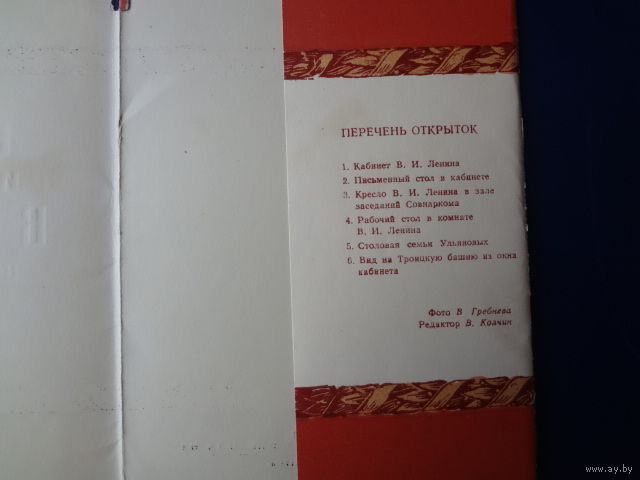 ПЕРЕЧЕНЬ ОТКРЫТОК
1. Кабинет В. И. Ленина
2. Письменный стол в кабинете
3. Кресло В. И. Ленина в зале
заседаний Совнаркома
4. Рабочий стол в комнате
В. И. Ленина
5. Столовая семьи Ульяновых
6. Вид на Троицкую башню из окна
кабинета
Фото В Гребнева
Редактор В. Колчин
www.ay.by